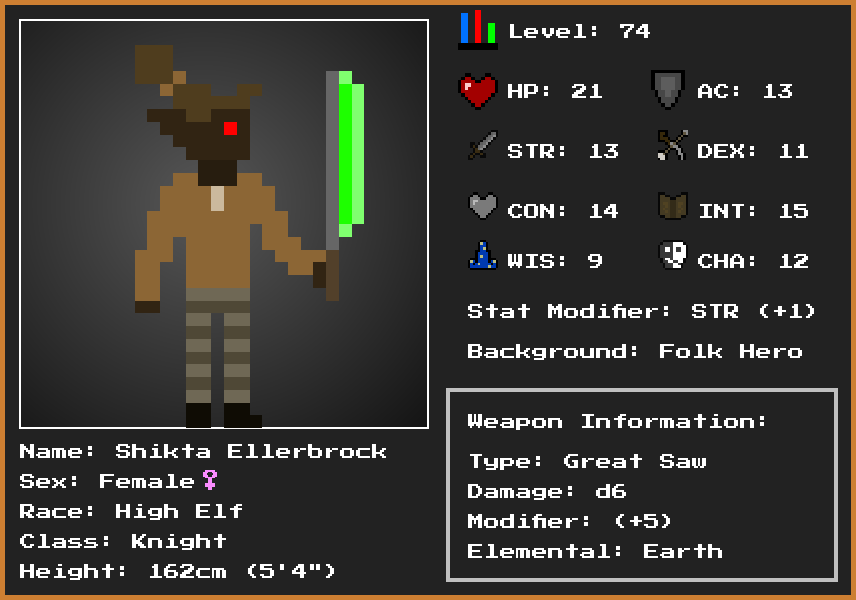 Level: 74
HP: 21
AC: 13
STR: 13
DEX: 11
CON: 14
INT: 15
WIS: 9
CHA: 12
Stat Modifier: STR (+1)
Background: Folk Hero
Weapon Information:
Type: Great Saw
Damage: d6
Modifier: (+5)
Elemental: Earth
Name: Shikta Ellerbrock
Sex: Female♀
Race: High Elf
Class: Knight
Height: 162cm (5'4")